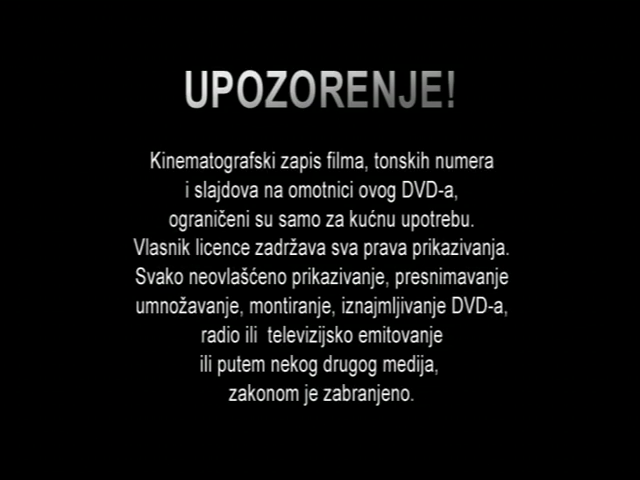 UPOZORENJE!
Kinematografski zapis filma, tonskih numera
i slajdova na omotnici ovog DVD-a,
ograničeni su samo za kućnu upotrebu.
Vlasnik licence zadržava sva prava prikazivanja.
Svako neovlašćeno prikazivanje, presnimavanje
umnožavanje, montiranje, iznajmljivanje DVD-a,
radio ili televizijsko emitovanje
ili putem nekog drugog medija,
zakonom je zabranjeno.